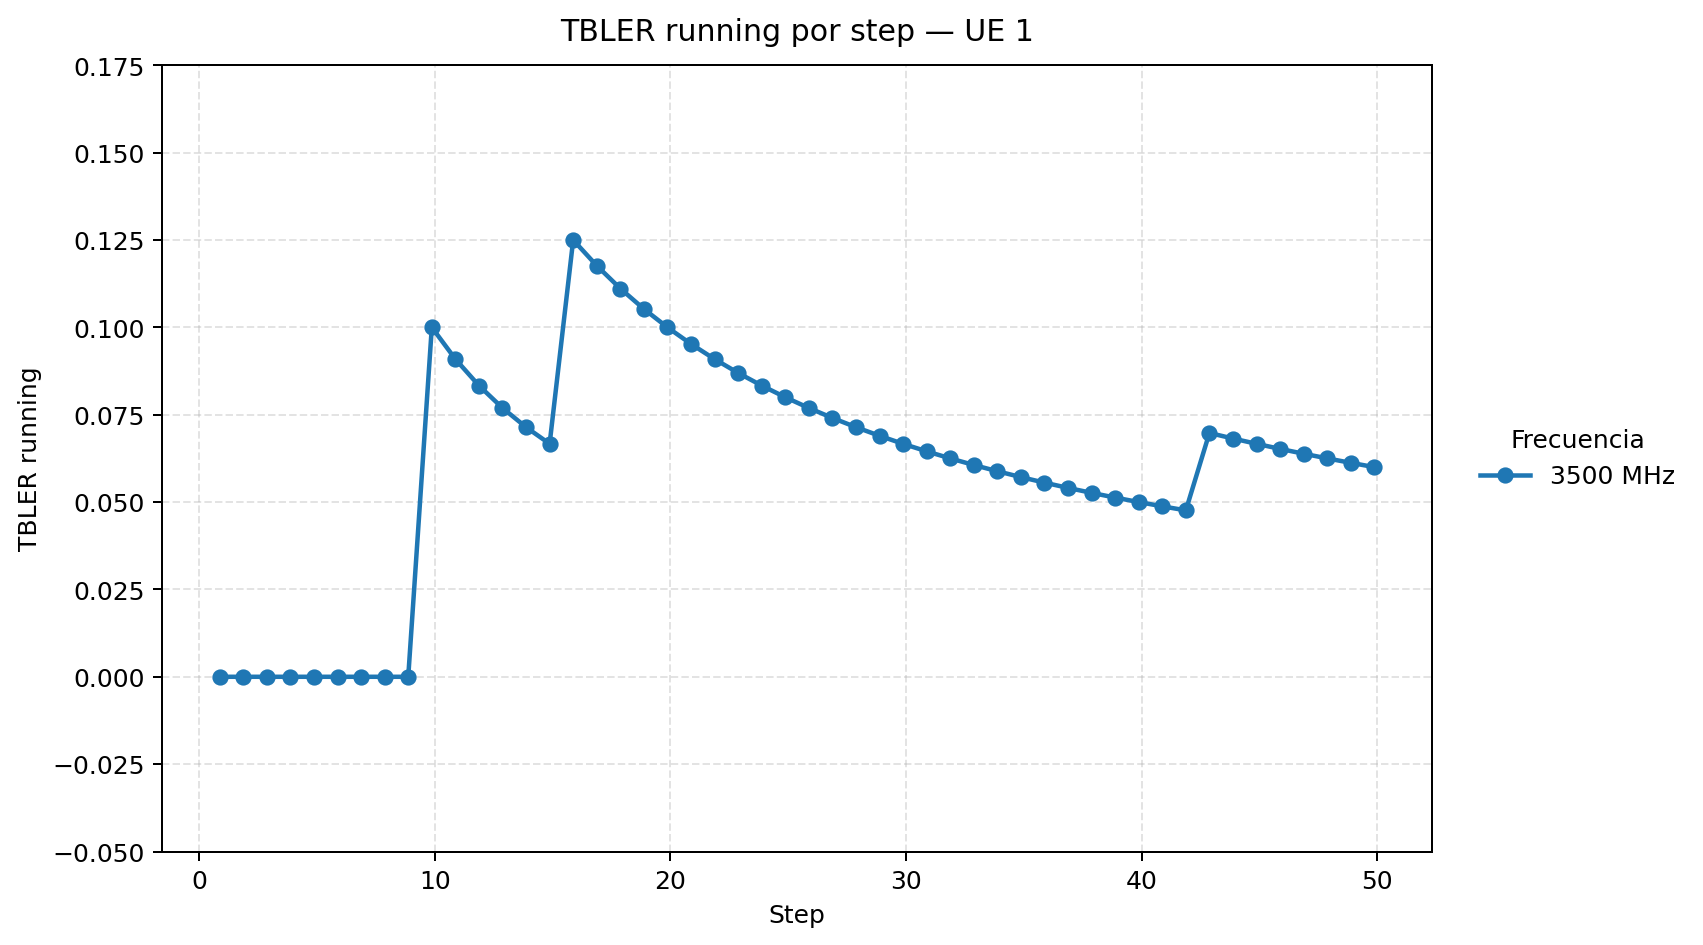 TBLER running por step — UE 1
0.175
0.150
0.125
0.100
0.075
0.050
0.025
0.000
−0.025
−0.050
TBLER running
0 10 20 30 40 50
Step
Frecuencia
3500 MHz